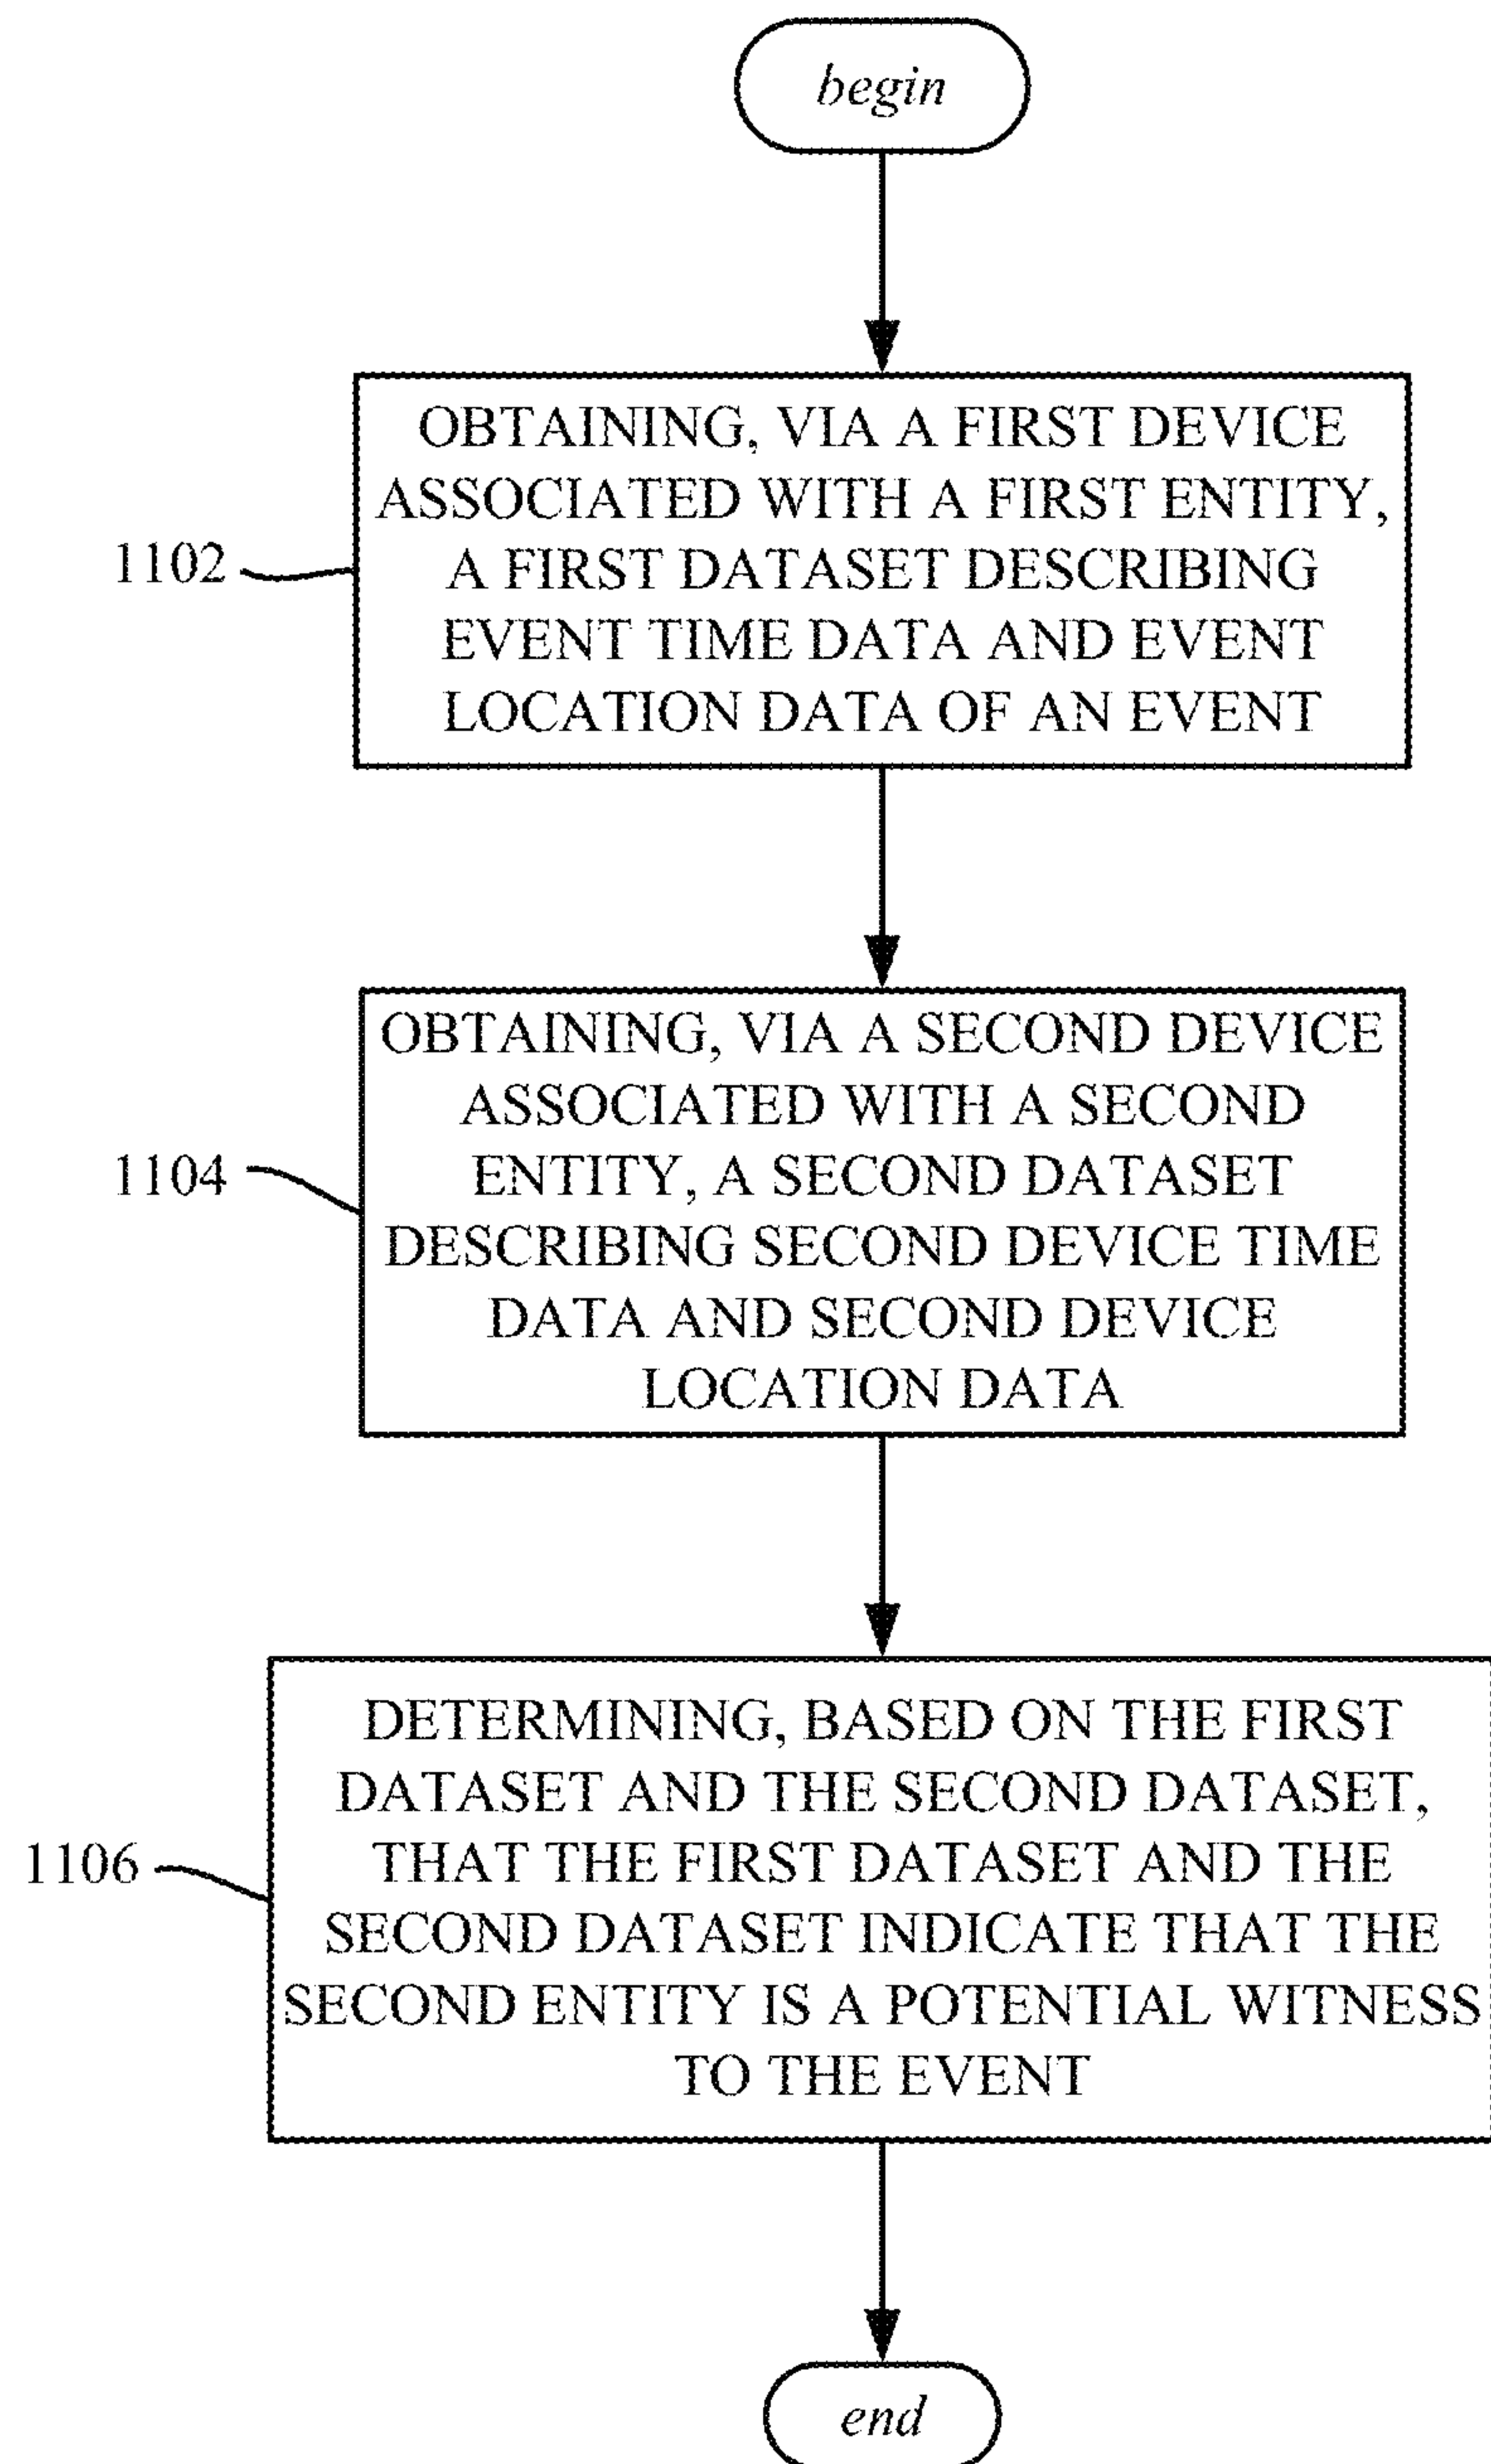 begin
OBTAINING, VIA A FIRST DEVICE
ASSOCIATED WITH A FIRST ENTITY,
A FIRST DATASET DESCRIBING
EVENT TIME DATA AND EVENT
LOCATION DATA OF AN EVENT
1102
OBTAINING, VIA A SECOND DEVICE
ASSOCIATED WITH A SECOND
ENTITY, A SECOND DATASET
DESCRIBING SECOND DEVICE TIME
DATA AND SECOND DEVICE
LOCATION DATA
1104
DETERMINING, BASED ON THE FIRST
DATASET AND THE SECOND DATASET,
THAT THE FIRST DATASET AND THE
SECOND DATASET INDICATE THAT THE
SECOND ENTITY IS A POTENTIAL WITNESS
TO THE EVENT
1106
end